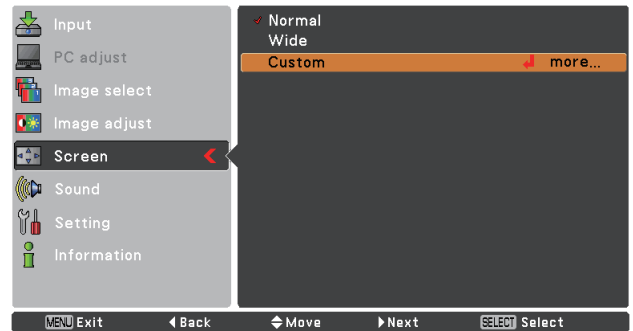 Input
PC adjust
Image select
Image adjust
Screen
Sound
Setting
Information
Normal
Wide
Custom more...
MENU Exit Back Move Next SELECT Select